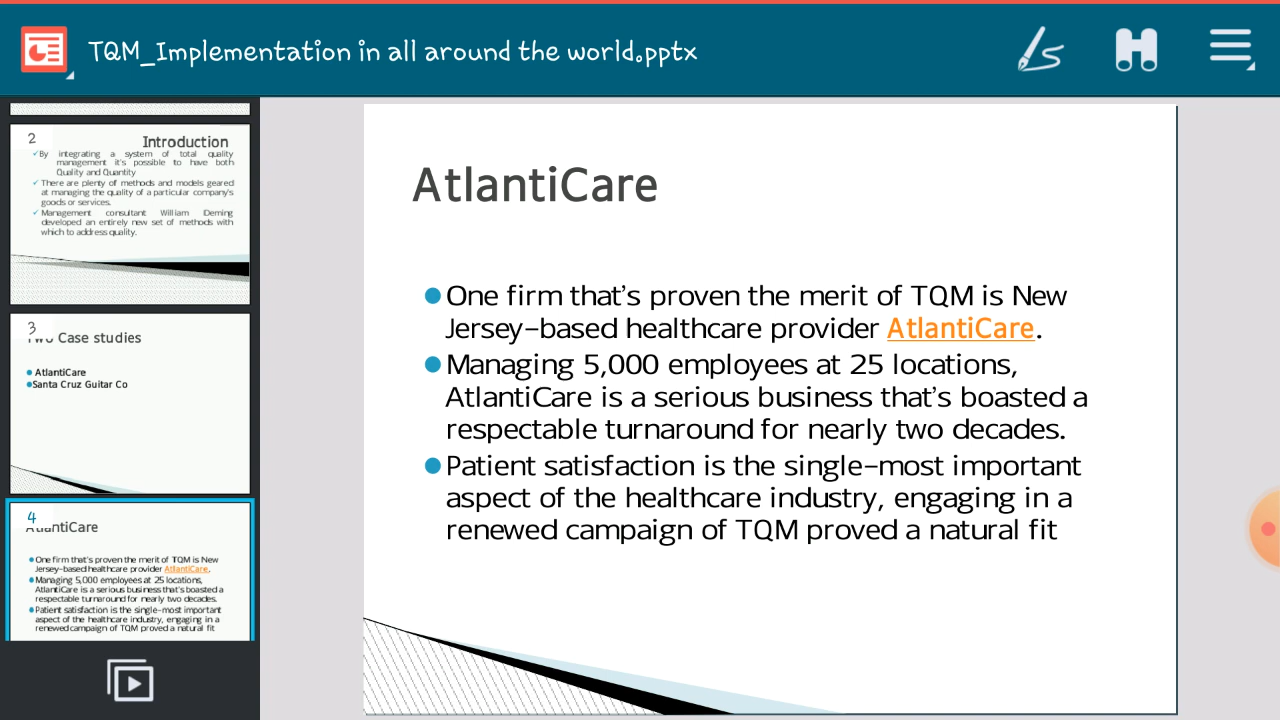 TQM_Implementation in all around the world.pptx
2
Introduction
✓By integrating a system of total quality
management it's possible to have both
Quality and Quantity
✓There are plenty of methods and models geared
at managing the quality of a particular company's
goods or services.
✓Management consultant William Deming
developed an entirely new set of methods with
which to address quality.
3
Two Case studies
● AtlantiCare
●Santa Cruz Guitar Co
4
AtlantiCare
●One firm that's proven the merit of TQM is New
Jersey-based healthcare provider AtlantiCare.
●Managing 5,000 employees at 25 locations,
AtlantiCare is a serious business that's boasted a
respectable turnaround for nearly two decades.
●Patient satisfaction is the single-most important
aspect of the healthcare industry, engaging in a
renewed campaign of TQM proved a natural fit
AtlantiCare
●One firm that's proven the merit of TQM is New
Jersey-based healthcare provider AtlantiCare.
●Managing 5,000 employees at 25 locations,
AtlantiCare is a serious business that's boasted a
respectable turnaround for nearly two decades.
●Patient satisfaction is the single-most important
aspect of the healthcare industry, engaging in a
renewed campaign of TQM proved a natural fit